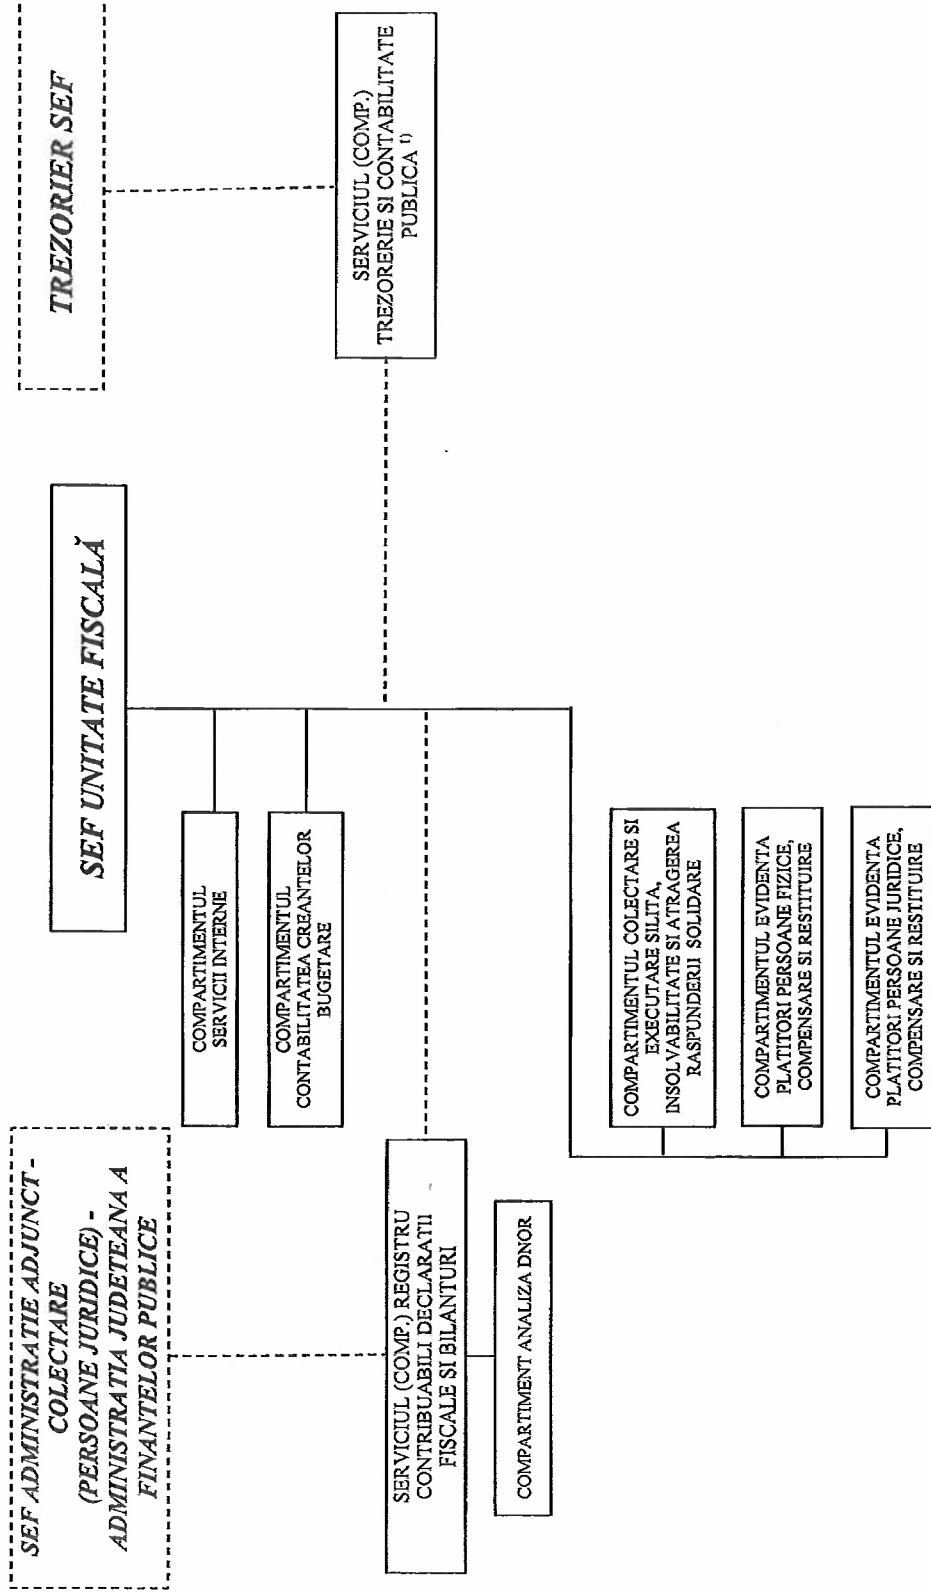 SEF ADMINISTRATIE ADJUNCT -
COLECTARE
(PERSOANE JURIDICE) -
ADMINISTRATIA JUDETEANA A
FINANTELOR PUBLICE
SEF UNITATE FISCALĂ
TREZORIER SEF
COMPARTIMENTUL
SERVICII INTERNE
COMPARTIMENTUL
CONTABILITATEA CREANTELOR
BUGETARE
SERVICIUL (COMP.)
TREZORERIE SI CONTABILITATE
PUBLICA ¹⁾
SERVICIUL (COMP.) REGISTRU
CONTRIBUABILI DECLARATII
FISCALE SI BILANTURI
COMPARTIMENT ANALIZA DNOR
COMPARTIMENTUL COLECTARE SI
EXECUTARE SILITA,
INSOLVABILITATE SI ATRAGEREA
RASPUNDERII SOLIDARE
COMPARTIMENTUL EVIDENTA
PLATITORI PERSOANE FIZICE,
COMPENSARE SI RESTITUIRE
COMPARTIMENTUL EVIDENTA
PLATITORI PERSOANE JURIDICE,
COMPENSARE SI RESTITUIRE